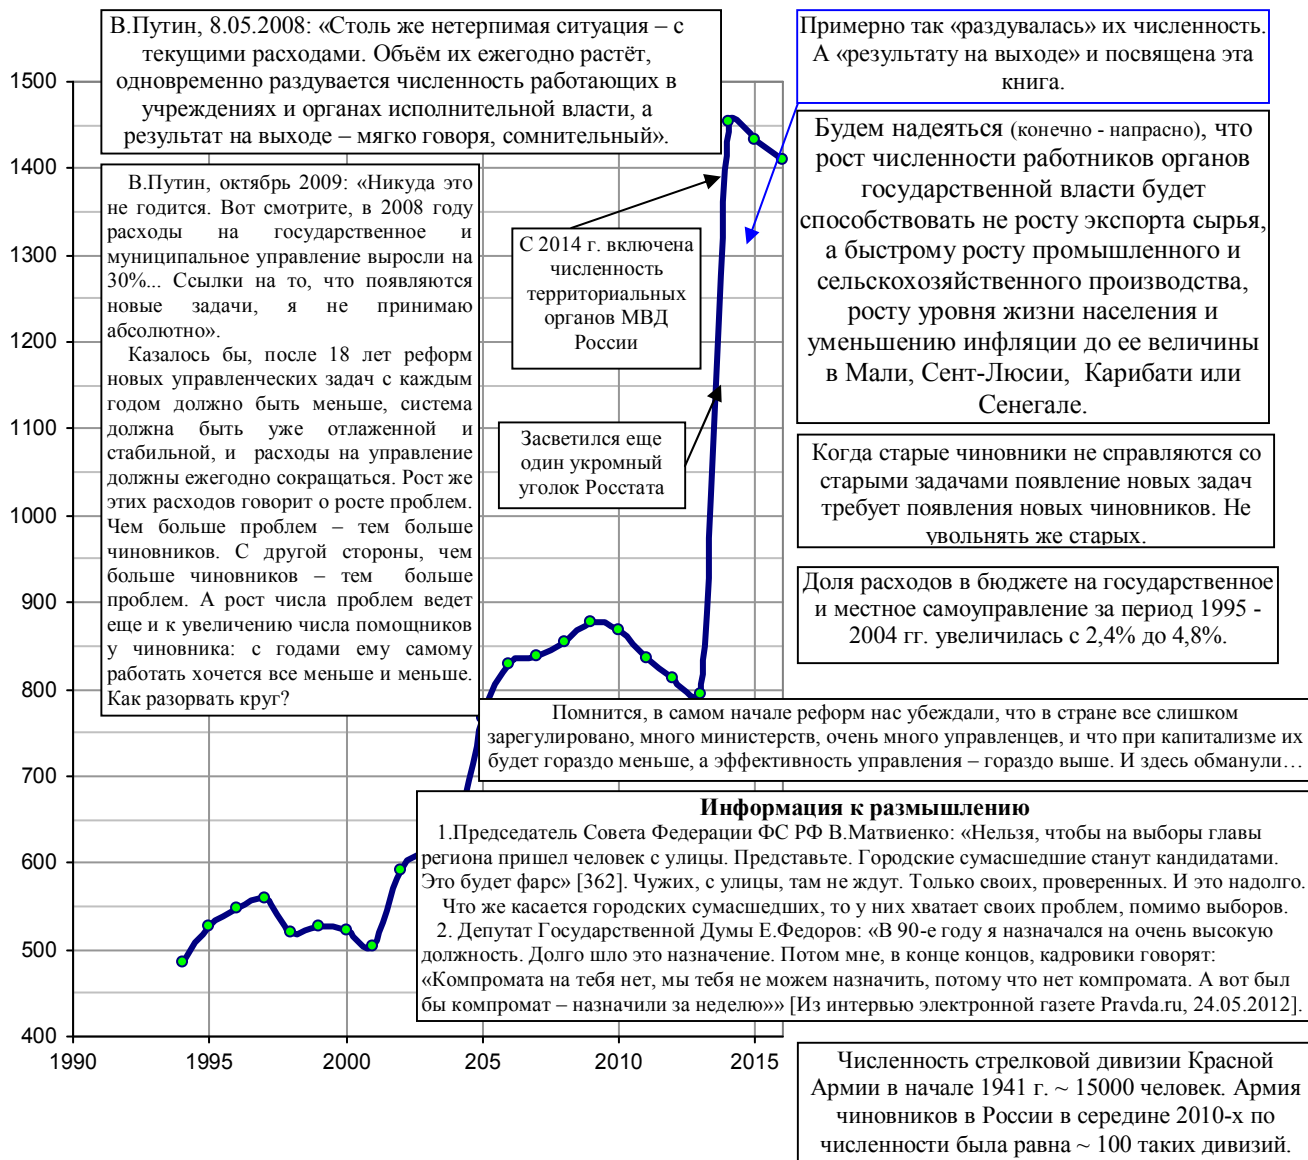 В.Путин, 8.05.2008: «Столь же нетерпимая ситуация – с
текущими расходами. Объём их ежегодно растёт,
одновременно раздувается численность работающих в
учреждениях и органах исполнительной власти, а
результат на выходе – мягко говоря, сомнительный».
Примерно так «раздувалась» их численность.
А «результату на выходе» и посвящена эта
книга.
Будем надеяться (конечно - напрасно), что
рост численности работников органов
государственной власти будет
способствовать не росту экспорта сырья,
а быстрому росту промышленного и
сельскохозяйственного производства,
росту уровня жизни населения и
уменьшению инфляции до ее величины
в Мали, Сент-Люсии, Карибати или
Сенегале.
В.Путин, октябрь 2009: «Никуда это
не годится. Вот смотрите, в 2008 году
расходы на государственное и
муниципальное управление выросли на
30%... Ссылки на то, что появляются
новые задачи, я не принимаю
абсолютно».
Казалось бы, после 18 лет реформ
новых управленческих задач с каждым
годом должно быть меньше, система
должна быть уже отлаженной и
стабильной, и расходы на управление
должны ежегодно сокращаться. Рост же
этих расходов говорит о росте проблем.
Чем больше проблем – тем больше
чиновников. С другой стороны, чем
больше чиновников – тем больше
проблем. А рост числа проблем ведет
еще и к увеличению числа помощников
у чиновника: с годами ему самому
работать хочется все меньше и меньше.
Как разорвать круг?
С 2014 г. включена
численность
территориальных
органов МВД
России
Засветился еще
один укромный
уголок Росстата
Когда старые чиновники не справляются со
старыми задачами появление новых задач
требует появления новых чиновников. Не
увольнять же старых.
Доля расходов в бюджете на государственное
и местное самоуправление за период 1995 -
2004 гг. увеличилась с 2,4% до 4,8%.
Помнится, в самом начале реформ нас убеждали, что в стране все слишком
зарегулировано, много министерств, очень много управленцев, и что при капитализме их
будет гораздо меньше, а эффективность управления – гораздо выше. И здесь обманули…
Информация к размышлению
1.Председатель Совета Федерации ФС РФ В.Матвиенко: «Нельзя, чтобы на выборы главы
региона пришел человек с улицы. Представьте. Городские сумасшедшие станут кандидатами.
Это будет фарс» [362]. Чужих, с улицы, там не ждут. Только своих, проверенных. И это надолго.
Что же касается городских сумасшедших, то у них хватает своих проблем, помимо выборов.
2. Депутат Государственной Думы Е.Федоров: «В 90-е году я назначался на очень высокую
должность. Долго шло это назначение. Потом мне, в конце концов, кадровики говорят:
«Компромата на тебя нет, мы тебя не можем назначить, потому что нет компромата. А вот был
бы компромат – назначили за неделю»» [Из интервью электронной газете Pravda.ru, 24.05.2012].
Численность стрелковой дивизии Красной
Армии в начале 1941 г. ~ 15000 человек. Армия
чиновников в России в середине 2010-х по
численности была равна ~ 100 таких дивизий.
1500
1400
1300
1200
1100
1000
900
800
700
600
500
400
1990 1995 2000 205 2010 2015